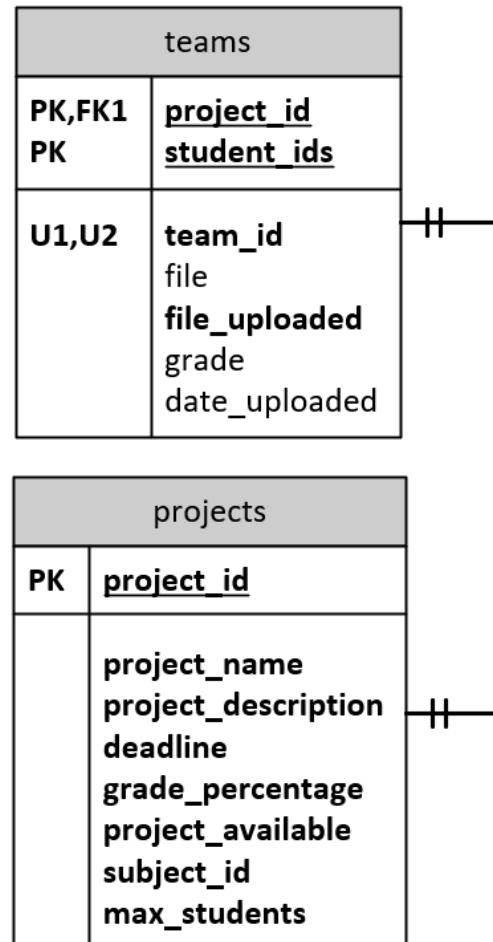 teams
PK,FK1 project_id
PK student_ids
U1,U2 team_id
file
file_uploaded
grade
date_uploaded
projects
PK project_id
project_name
project_description
deadline
grade_percentage
project_available
subject_id
max_students